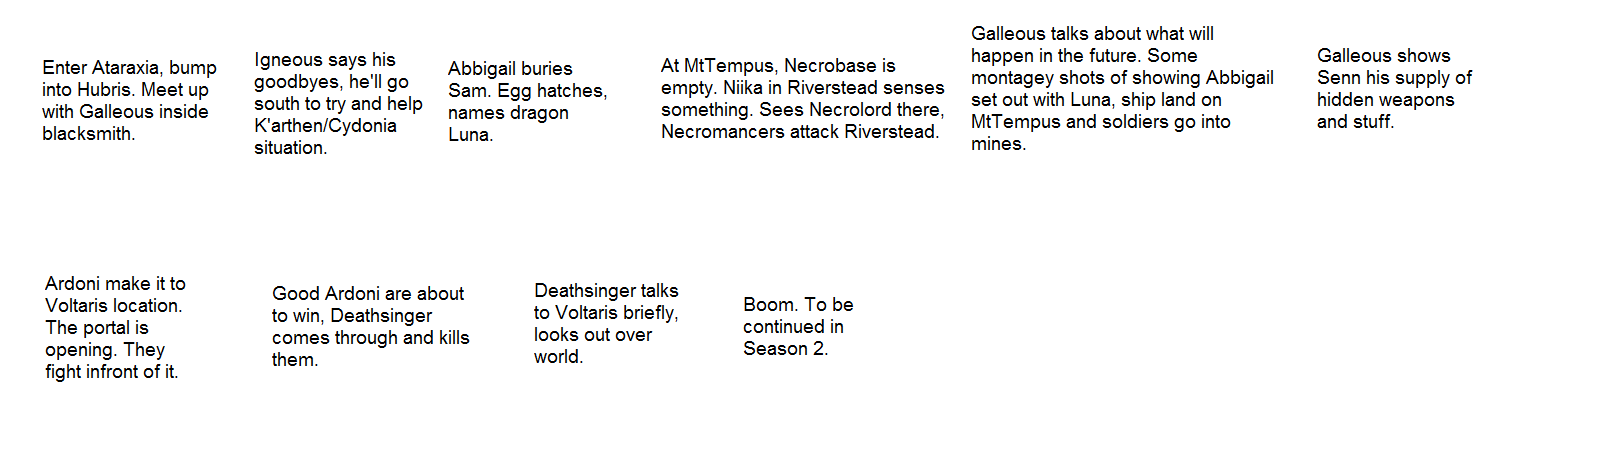 Enter Ataraxia, bump
into Hubris. Meet up
with Galleous inside
blacksmith.
Igneous says his
goodbyes, he'll go
south to try and help
K'arthen/Cydonia
situation.
Abbigail buries
Sam. Egg hatches,
names dragon
Luna.
At MtTempus, Necrobase is
empty. Niika in Riverstead senses
something. Sees Necrolord there,
Necromancers attack Riverstead.
Galleous talks about what will
happen in the future. Some
montagey shots of showing Abbigail
set out with Luna, ship land on
MtTempus and soldiers go into
mines.
Galleous shows
Senn his supply of
hidden weapons
and stuff.
Ardoni make it to
Voltaris location.
The portal is
opening. They
fight infront of it.
Good Ardoni are about
to win, Deathsinger
comes through and kills
them.
Deathsinger talks
to Voltaris briefly,
looks out over
world.
Boom. To be
continued in
Season 2.